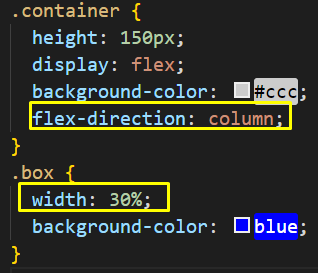 .container {
height: 150px;
display: flex;
background-color: #ccc;
flex-direction: column;
}
.box {
width: 30%;
background-color: blue;
}